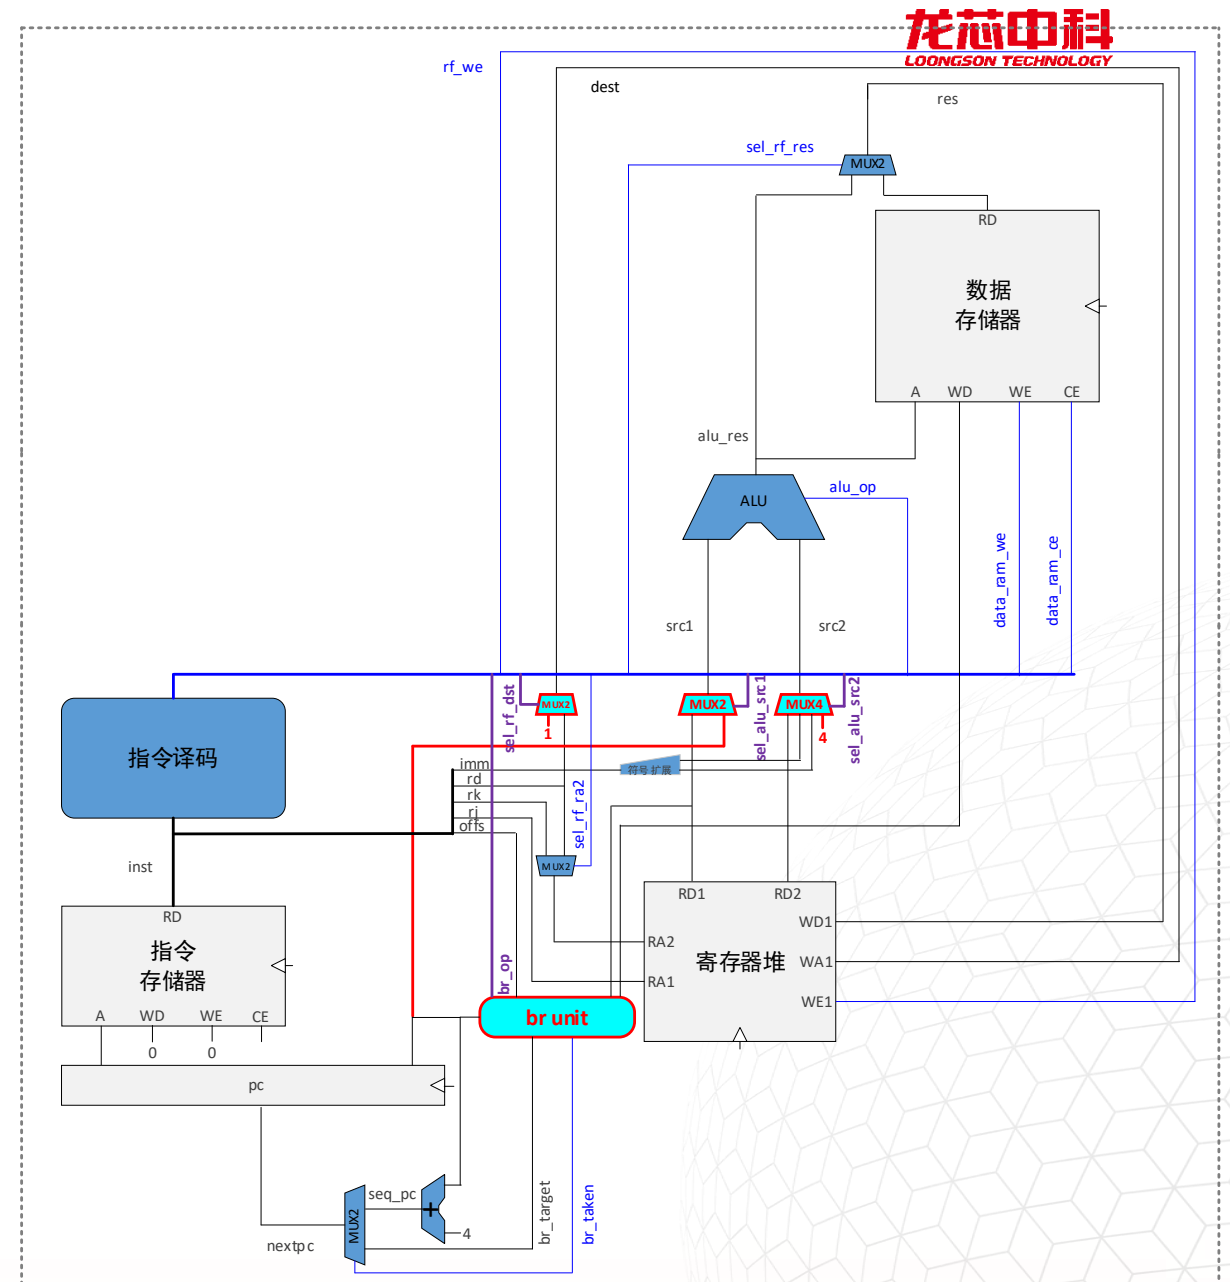 龙芯中科
LOONGSON TECHNOLOGY
rf_we
dest
res
sel_rf_res
MUX2
RD
数据
存储器
A
WD
WE
CE
alu_res
ALU
alu_op
data_ram_we
data_ram_ce
src1
src2
sel_rf_dst
MUX2
1
MUX2
sel_alu_src1
MUX4
4
sel_alu_src2
指令译码
imm
rd
rk
rj
offs
符号扩展
sel_rf_ra2
MUX2
inst
RD
指令
存储器
A
WD
WE
CE
0
0
RD1
RD2
WD1
RA2
寄存器堆
WA1
RA1
WE1
br_op
br unit
pc
seq_pc
+
4
MUX2
nextpc
br_target
br_taken